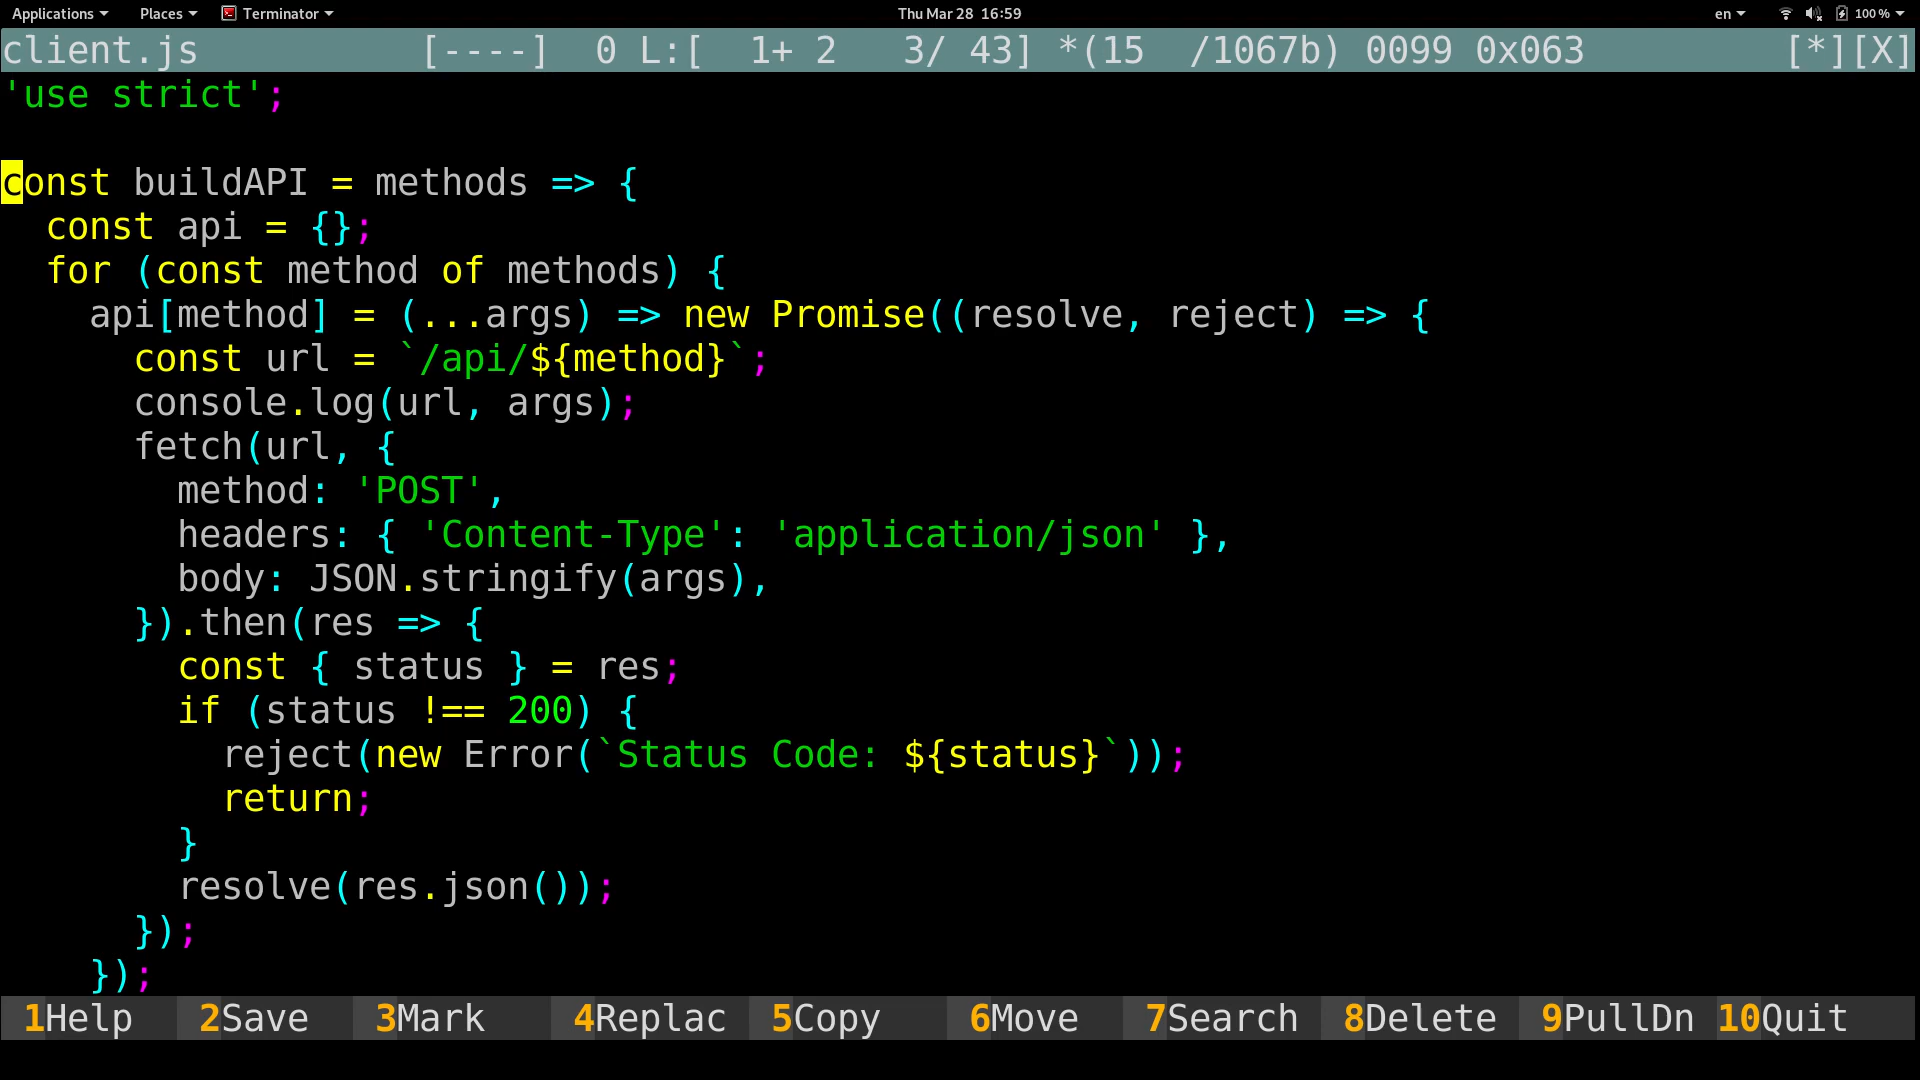 Applications Places Terminator Thu Mar 28 16:59 en 100 %
client.js [----] 0 L:[ 1+ 2 3/ 43] *(15 /1067b) 0099 0x063 [*][X]
'use strict';
const buildAPI = methods => {
  const api = {};
  for (const method of methods) {
    api[method] = (...args) => new Promise((resolve, reject) => {
      const url = `/api/${method}`;
      console.log(url, args);
      fetch(url, {
        method: 'POST',
        headers: { 'Content-Type': 'application/json' },
        body: JSON.stringify(args),
      }).then(res => {
        const { status } = res;
        if (status !== 200) {
          reject(new Error(`Status Code: ${status}`));
          return;
        }
        resolve(res.json());
      });
    });
1Help 2Save 3Mark 4Replac 5Copy 6Move 7Search 8Delete 9PullDn 10Quit